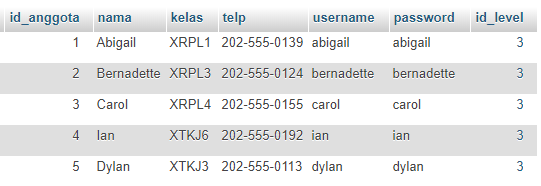 id_anggota nama kelas telp username password id_level
1 Abigail XRPL1 202-555-0139 abigail abigail 3
2 Bernadette XRPL3 202-555-0124 bernadette bernadette 3
3 Carol XRPL4 202-555-0155 carol carol 3
4 Ian XTKJ6 202-555-0192 ian ian 3
5 Dylan XTKJ3 202-555-0113 dylan dylan 3